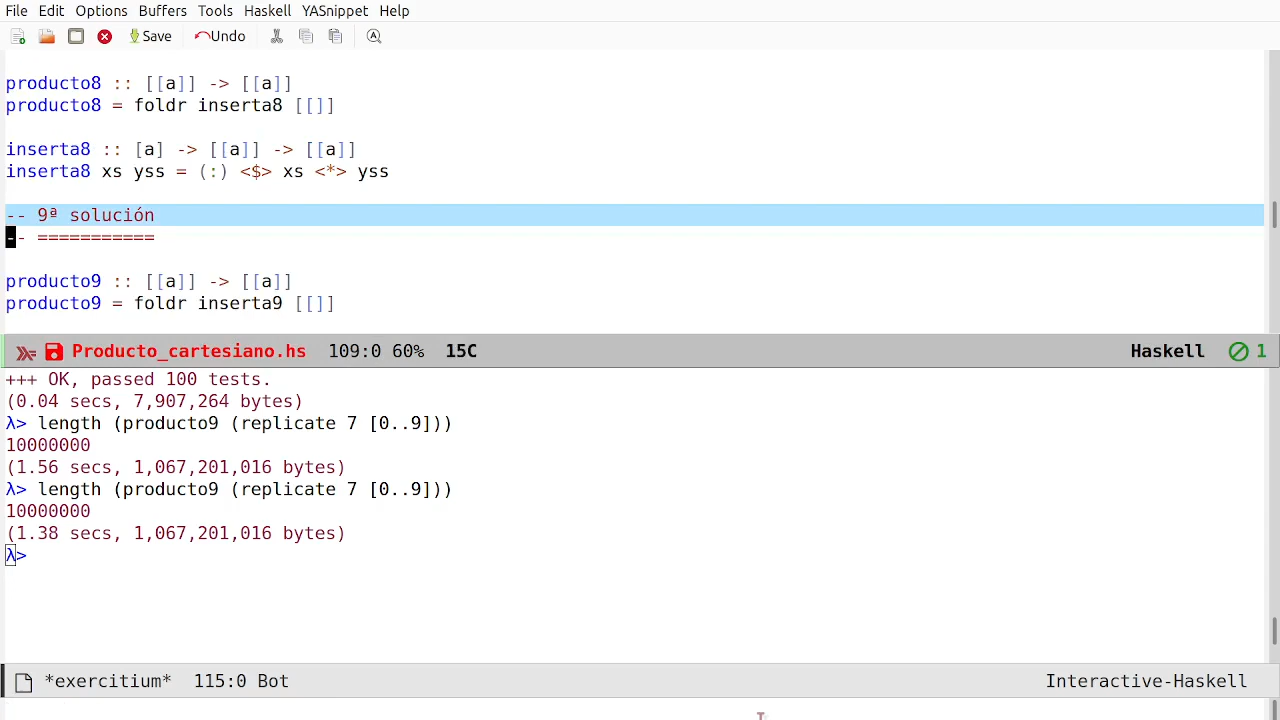 File Edit Options Buffers Tools Haskell YASnippet Help
Save Undo
producto8 :: [[a]] -> [[a]]
producto8 = foldr inserta8 [[]]
inserta8 :: [a] -> [[a]] -> [[a]]
inserta8 xs yss = (:) <$> xs <*> yss
-- 9ª solución
-- ===========
producto9 :: [[a]] -> [[a]]
producto9 = foldr inserta9 [[]]
Producto_cartesiano.hs 109:0 60% 15C Haskell 1
+++ OK, passed 100 tests.
(0.04 secs, 7,907,264 bytes)
λ> length (producto9 (replicate 7 [0..9]))
10000000
(1.56 secs, 1,067,201,016 bytes)
λ> length (producto9 (replicate 7 [0..9]))
10000000
(1.38 secs, 1,067,201,016 bytes)
λ>
*exercitium* 115:0 Bot Interactive-Haskell